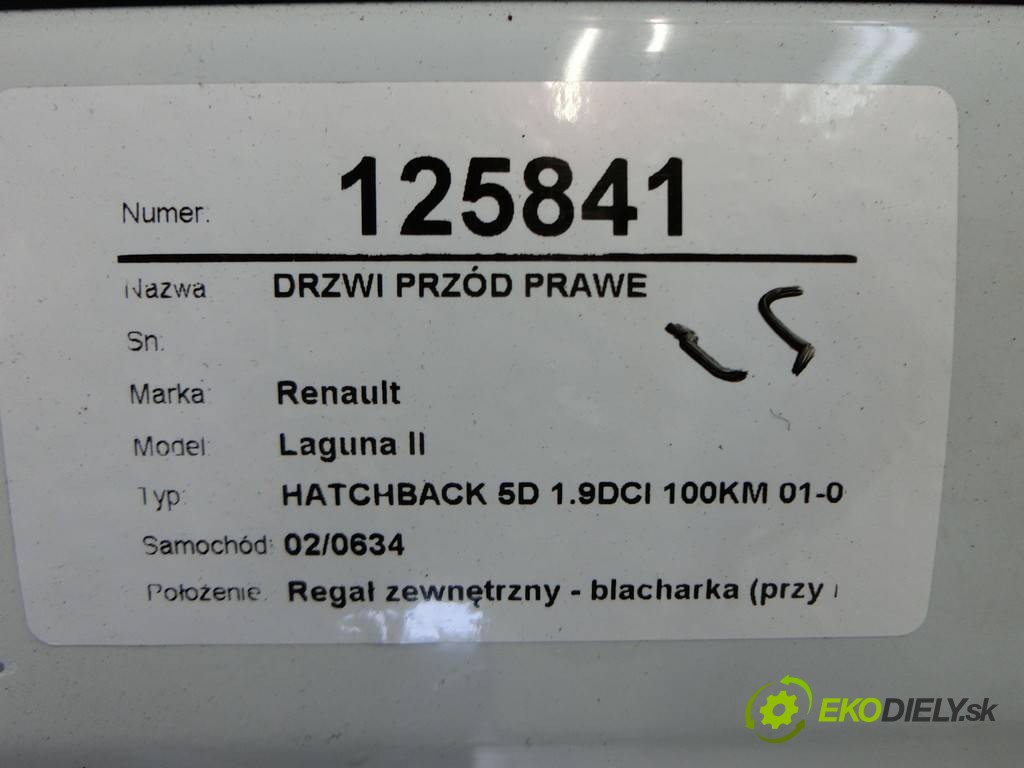 Numer: 125841
Nazwa DRZWI PRZÓD PRAWE
Sn:
Marka: Renault
Model Laguna II
Typ: HATCHBACK 5D 1.9DCI 100KM 01-0
Samochód: 02/0634
Położenie: Regał zewnętrzny - blacharka (przy
EKODIELY.sk